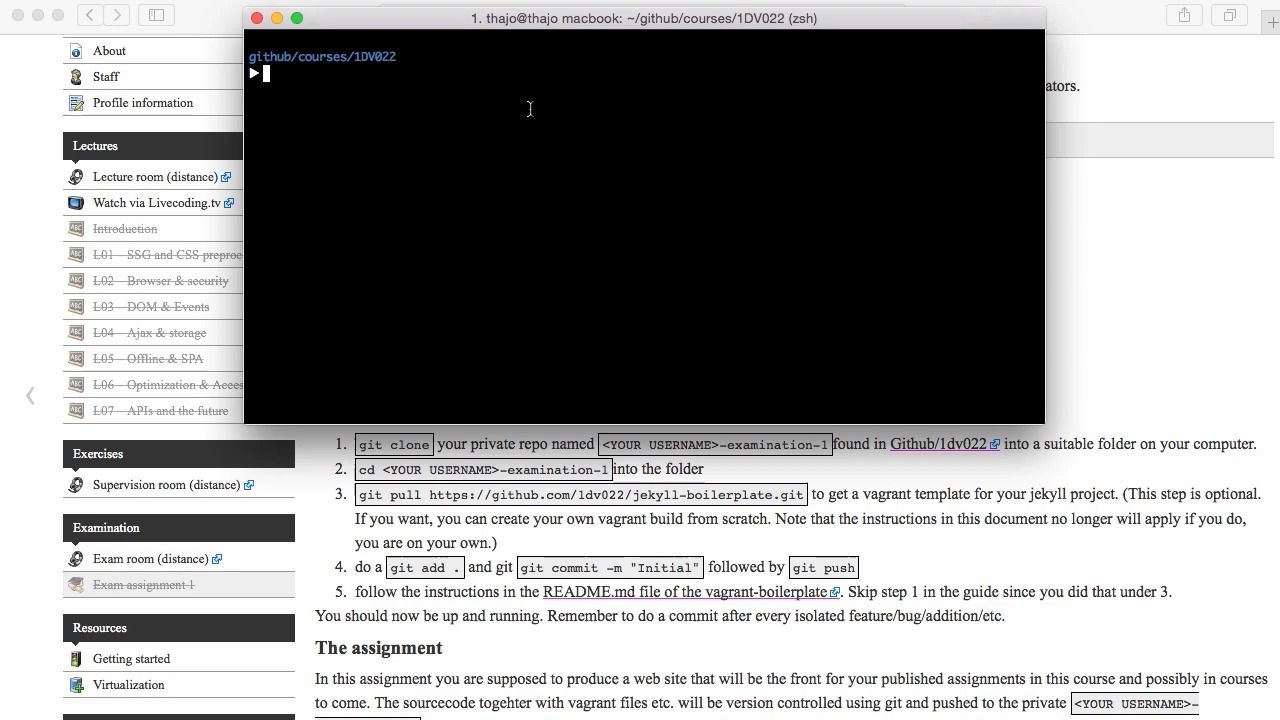 1. thajo@thajo macbook: ~/github/courses/1DV022 (zsh)
github/courses/1DV022
About
Staff
Profile information
ators.
Lectures
Lecture room (distance)
Watch via Livecoding.tv
Introduction
L01 – SSG and CSS preproc
L02 – Browser & security
L03 – DOM & Events
L04 – Ajax & storage
L05 – Offline & SPA
L06 – Optimization & Acces
L07 – APIs and the future
Exercises
Supervision room (distance)
Examination
Exam room (distance)
Exam assignment 1
Resources
Getting started
Virtualization
1. git clone your private repo named <YOUR USERNAME>-examination-1 found in Github/1dv022 into a suitable folder on your computer.
2. cd <YOUR USERNAME>-examination-1 into the folder
3. git pull https://github.com/1dv022/jekyll-boilerplate.git to get a vagrant template for your jekyll project. (This step is optional.
If you want, you can create your own vagrant build from scratch. Note that the instructions in this document no longer will apply if you do,
you are on your own.)
4. do a git add . and git git commit -m "Initial" followed by git push
5. follow the instructions in the README.md file of the vagrant-boilerplate. Skip step 1 in the guide since you did that under 3.
You should now be up and running. Remember to do a commit after every isolated feature/bug/addition/etc.
The assignment
In this assignment you are supposed to produce a web site that will be the front for your published assignments in this course and possibly in courses
to come. The sourcecode togehter with vagrant files etc. will be version controlled using git and pushed to the private <YOUR USERNAME>-